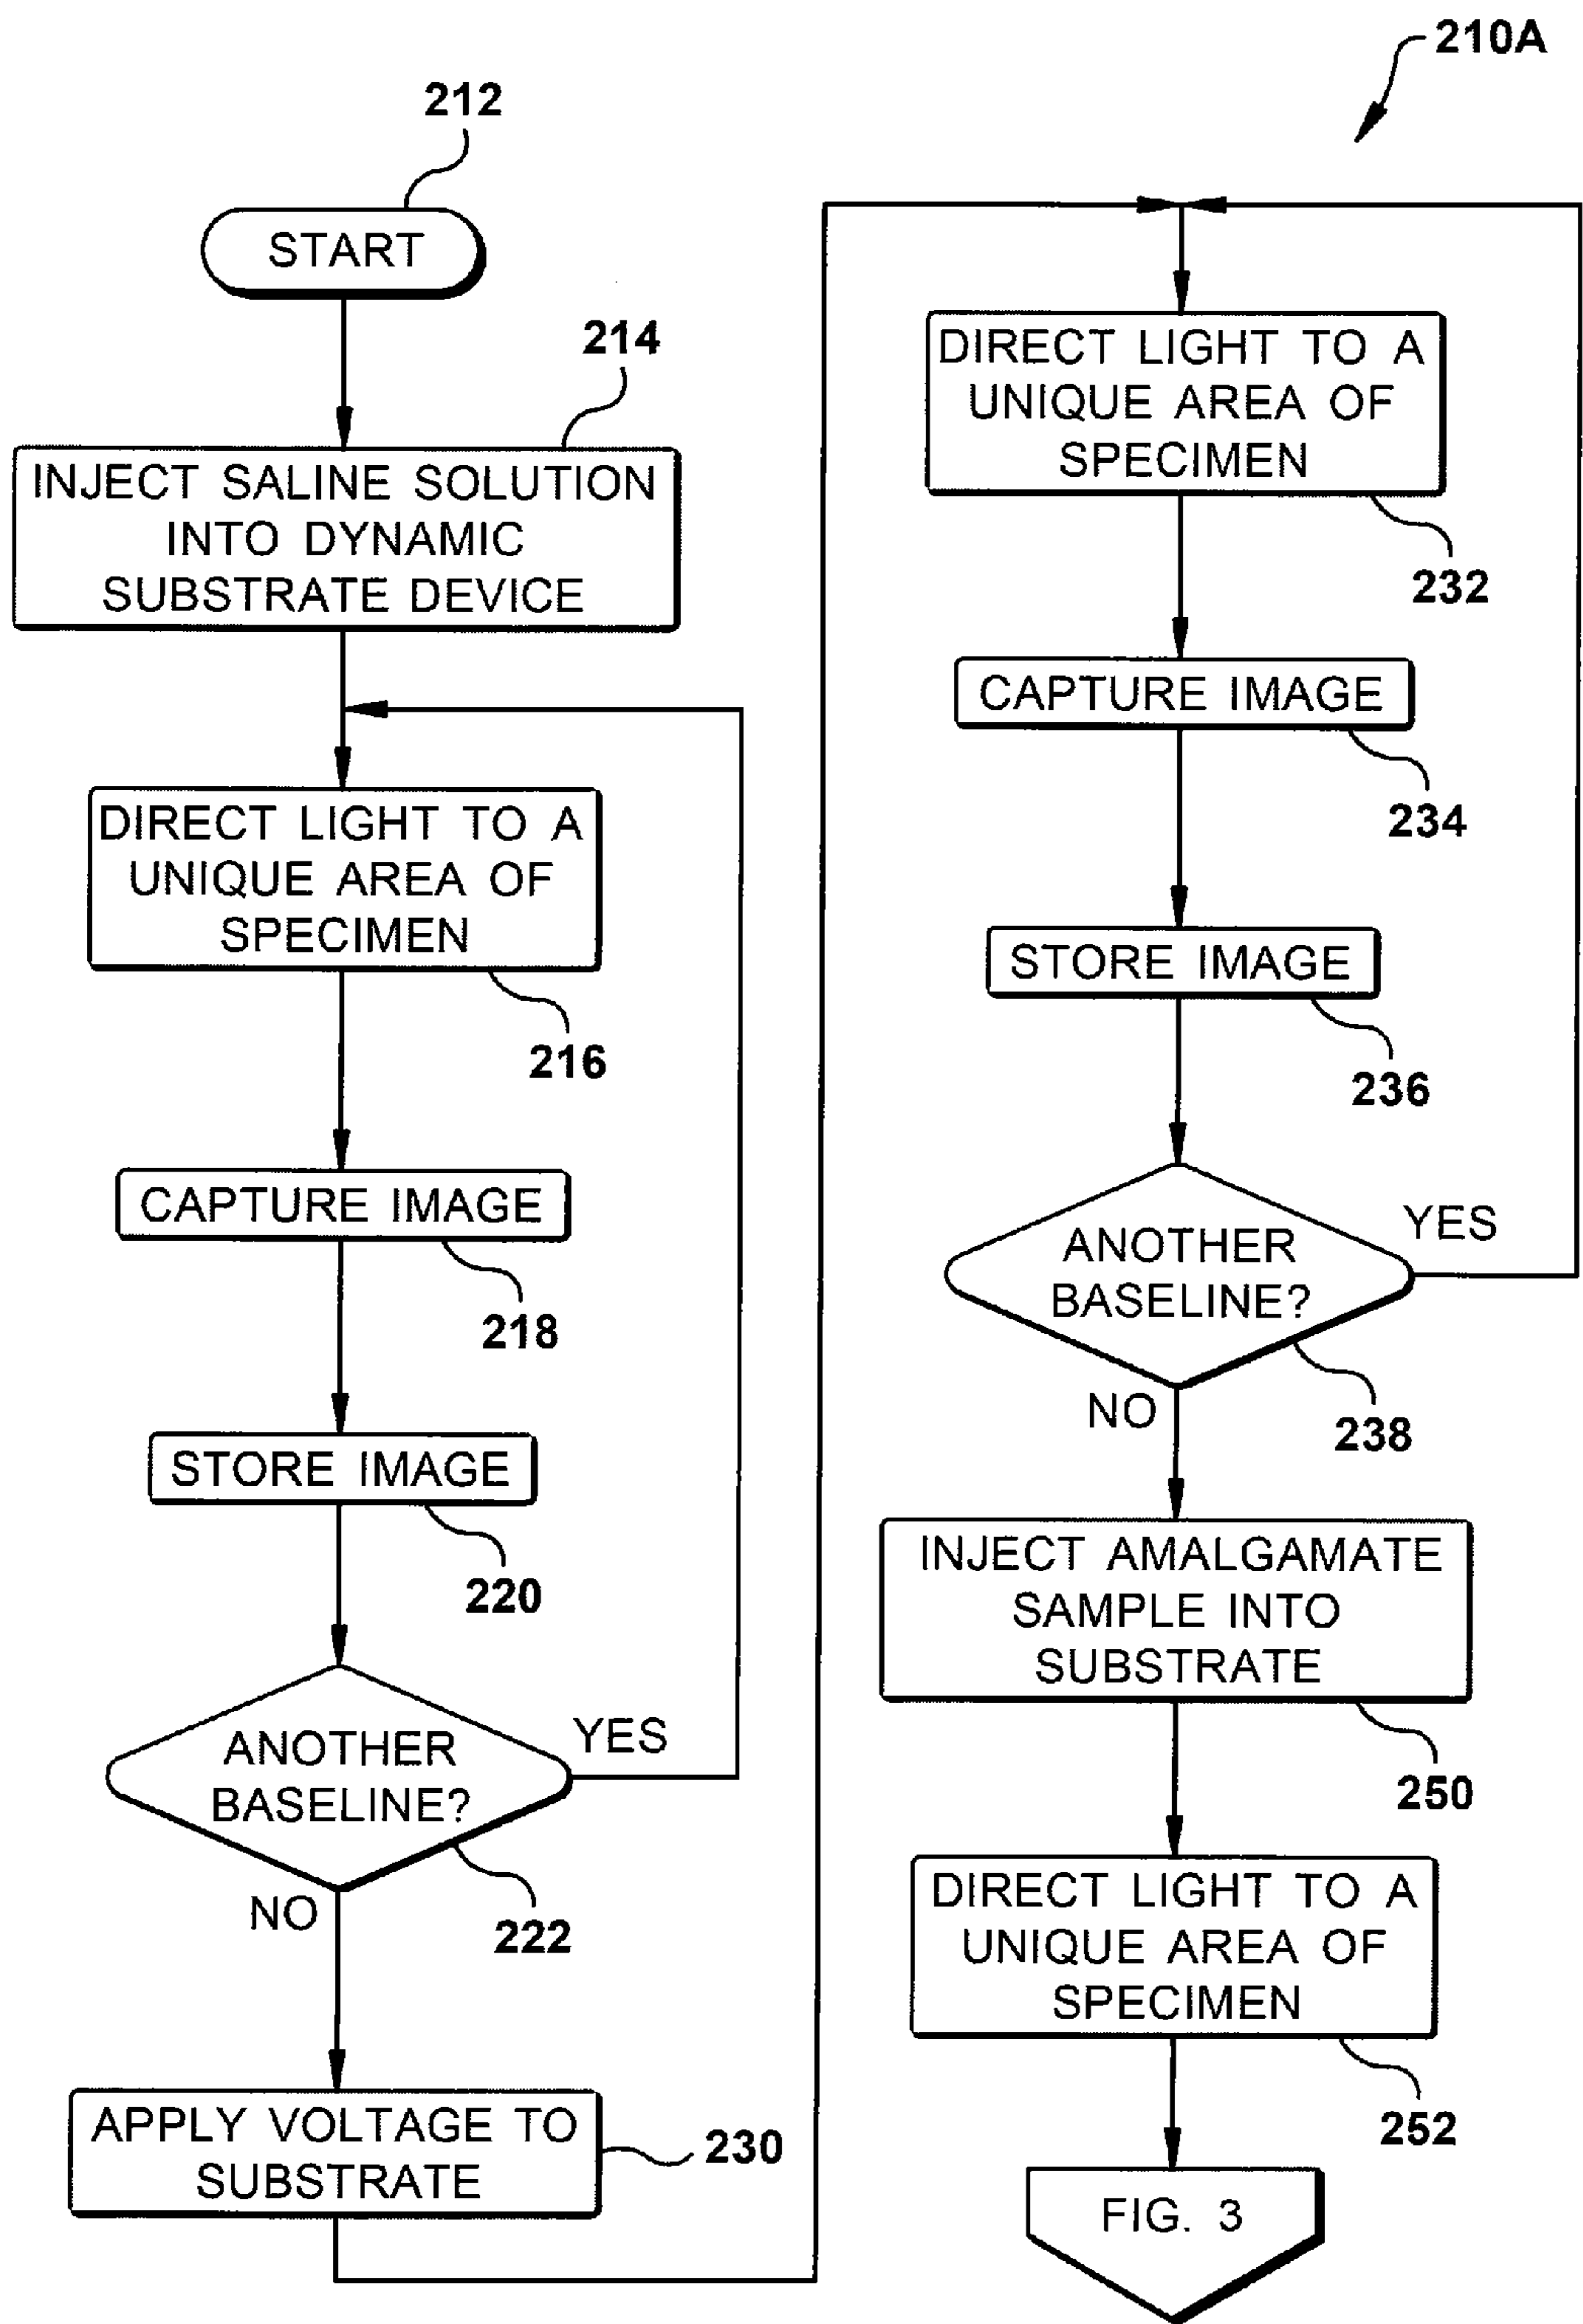 210A
212
START
214
INJECT SALINE SOLUTION
INTO DYNAMIC
SUBSTRATE DEVICE
DIRECT LIGHT TO A
UNIQUE AREA OF
SPECIMEN
216
CAPTURE IMAGE
218
STORE IMAGE
220
ANOTHER
BASELINE?
YES
NO
222
APPLY VOLTAGE TO
SUBSTRATE
230
DIRECT LIGHT TO A
UNIQUE AREA OF
SPECIMEN
232
CAPTURE IMAGE
234
STORE IMAGE
236
ANOTHER
BASELINE?
YES
NO
238
INJECT AMALGAMATE
SAMPLE INTO
SUBSTRATE
250
DIRECT LIGHT TO A
UNIQUE AREA OF
SPECIMEN
252
FIG. 3